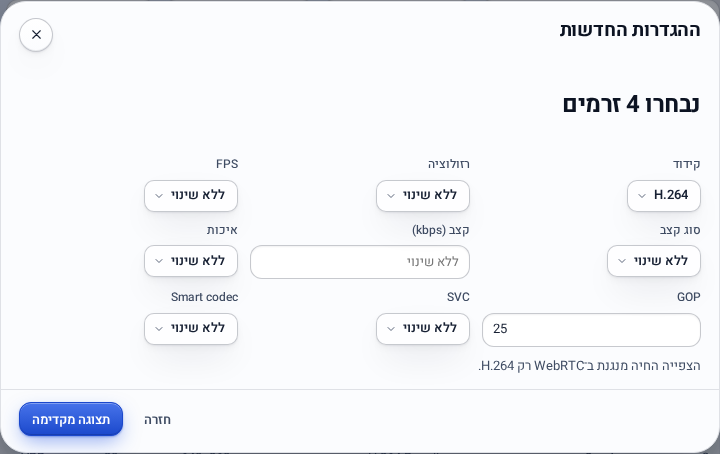 ההגדרות החדשות
נבחרו 4 זרמים
קידוד
רזולוציה
FPS
H.264
ללא שינוי
ללא שינוי
סוג קצב
קצב (kbps)
איכות
ללא שינוי
ללא שינוי
ללא שינוי
GOP
SVC
Smart codec
25
ללא שינוי
ללא שינוי
הצפייה החיה מנגנת ב־WebRTC רק H.264.
חזרה
תצוגה מקדימה